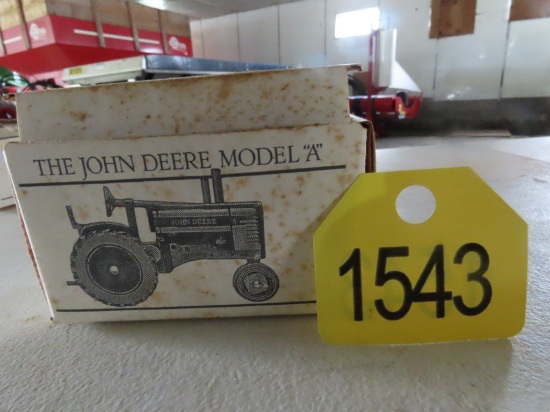 THE JOHN DEERE MODEL "A"
JOHN DEERE
1543